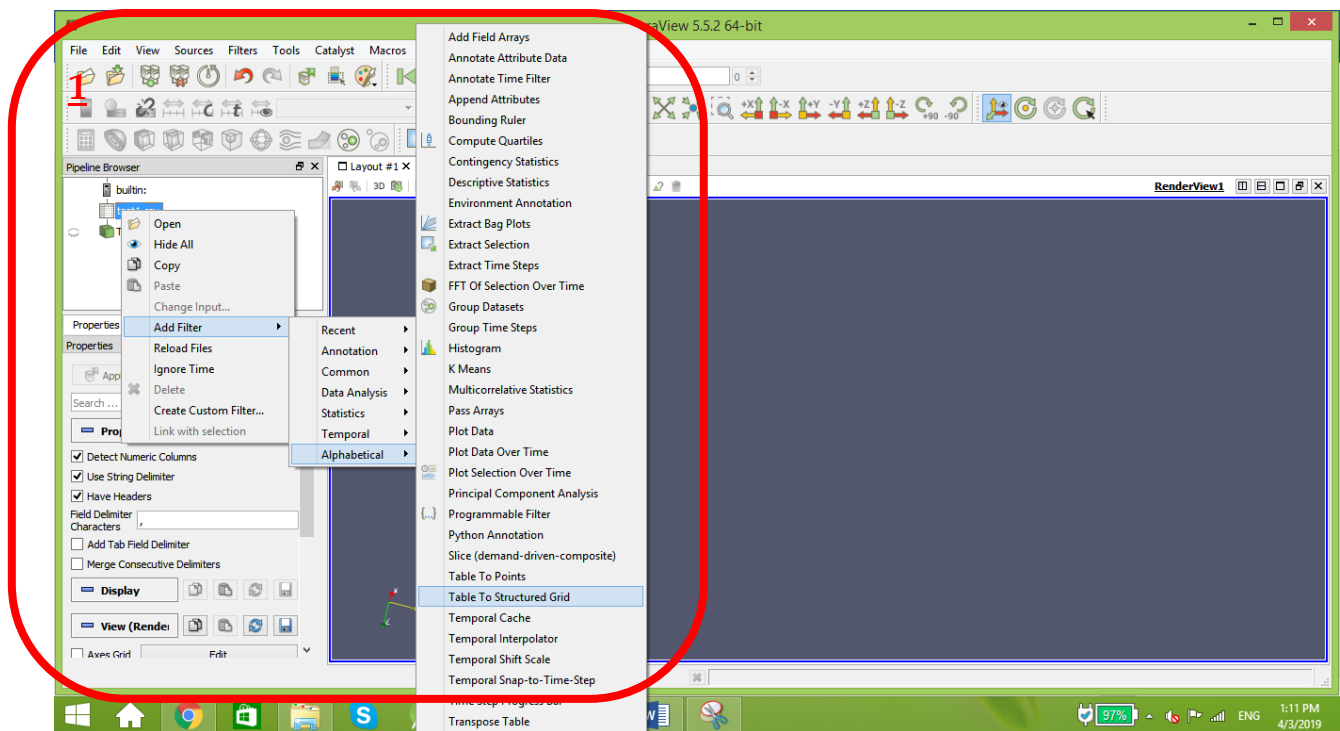 raView 5.5.2 64-bit
File Edit View Sources Filters Tools Catalyst Macros
1
0
+X -X +Y -Y +Z -Z +90 -90
Pipeline Browser
Layout #1
builtin:
3D
RenderView1
Open
Hide All
Copy
Paste
Change Input...
Add Filter
Reload Files
Ignore Time
Delete
Create Custom Filter...
Link with selection
Recent
Annotation
Common
Data Analysis
Statistics
Temporal
Alphabetical
Add Field Arrays
Annotate Attribute Data
Annotate Time Filter
Append Attributes
Bounding Ruler
Compute Quartiles
Contingency Statistics
Descriptive Statistics
Environment Annotation
Extract Bag Plots
Extract Selection
Extract Time Steps
FFT Of Selection Over Time
Group Datasets
Group Time Steps
Histogram
K Means
Multicorrelative Statistics
Pass Arrays
Plot Data
Plot Data Over Time
Plot Selection Over Time
Principal Component Analysis
Programmable Filter
Python Annotation
Slice (demand-driven-composite)
Table To Points
Table To Structured Grid
Temporal Cache
Temporal Interpolator
Temporal Shift Scale
Temporal Snap-to-Time-Step
Time Step Progress Bar
Transpose Table
Properties
Properties
App
Search ...
Prop
Detect Numeric Columns
Use String Delimiter
Have Headers
Field Delimiter
Characters ,
Add Tab Field Delimiter
Merge Consecutive Delimiters
Display
View (Render
Axes Grid Edit
97%
ENG
1:11 PM
4/3/2019